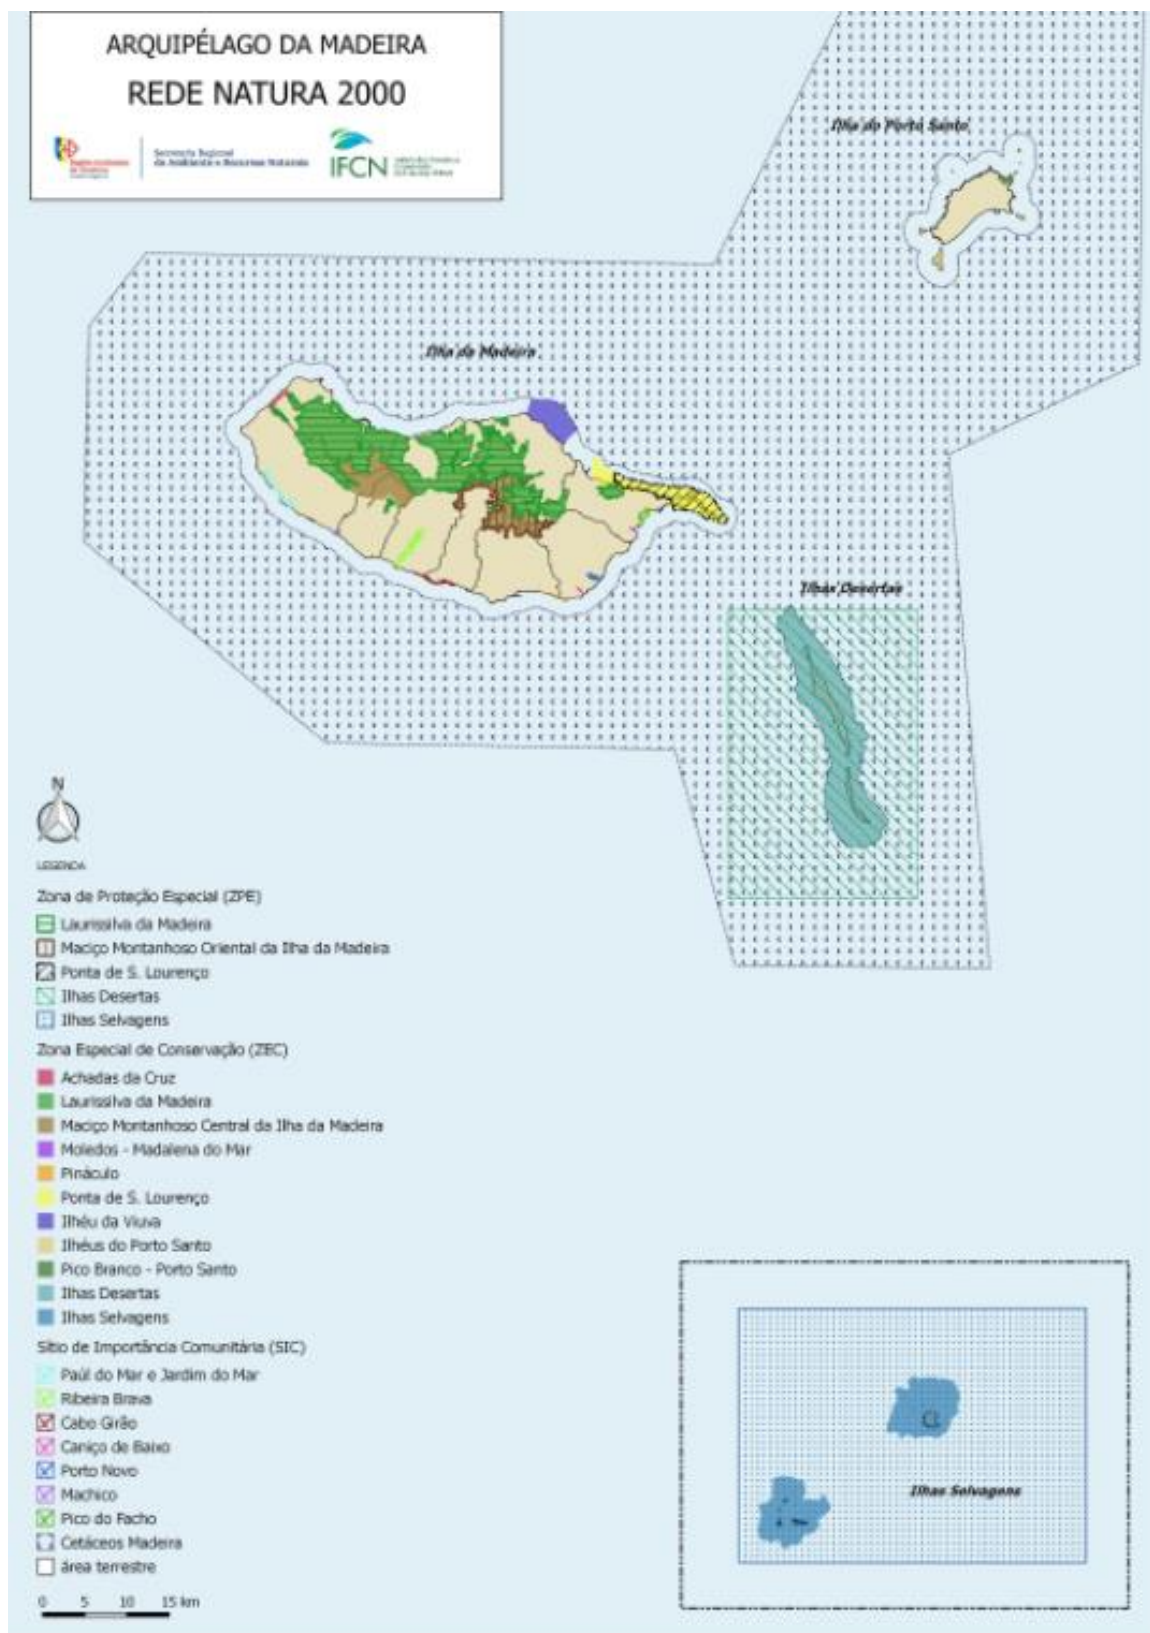 ARQUIPÉLAGO DA MADEIRA
REDE NATURA 2000
Secretaria Regional
do Ambiente e Recursos Naturais
IFCN
Ilha do Porto Santo
Ilha da Madeira
Ilhas Desertas
N
LEGENDA
Zona de Proteção Especial (ZPE)
Laurissilva da Madeira
Maciço Montanhoso Oriental da Ilha da Madeira
Ponta de S. Lourenço
Ilhas Desertas
Ilhas Selvagens
Zona Especial de Conservação (ZEC)
Achadas da Cruz
Laurissilva da Madeira
Maciço Montanhoso Central da Ilha da Madeira
Moledos - Madalena do Mar
Pináculo
Ponta de S. Lourenço
Ilhéu da Viuva
Ilhéus do Porto Santo
Pico Branco - Porto Santo
Ilhas Desertas
Ilhas Selvagens
Sítio de Importância Comunitária (SIC)
Paúl do Mar e Jardim do Mar
Ribeira Brava
Cabo Girão
Caniço de Baixo
Porto Novo
Machico
Pico do Facho
Cetáceos Madeira
área terrestre
0 5 10 15 km
Ilhas Selvagens